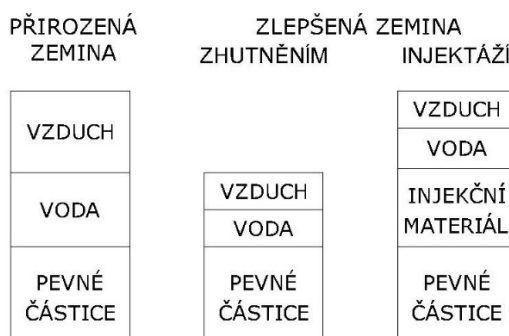 PŘIROZENÁ
ZEMINA
ZLEPŠENÁ ZEMINA
ZHUTNĚNÍM
INJEKTÁŽÍ
VZDUCH
VODA
PEVNÉ
ČÁSTICE
VZDUCH
VODA
PEVNÉ
ČÁSTICE
VZDUCH
VODA
INJEKČNÍ
MATERIÁL
PEVNÉ
ČÁSTICE